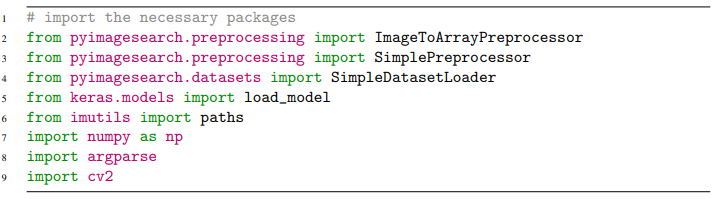 1 # import the necessary packages
2 from pyimagesearch.preprocessing import ImageToArrayPreprocessor
3 from pyimagesearch.preprocessing import SimplePreprocessor
4 from pyimagesearch.datasets import SimpleDatasetLoader
5 from keras.models import load_model
6 from imutils import paths
7 import numpy as np
8 import argparse
9 import cv2